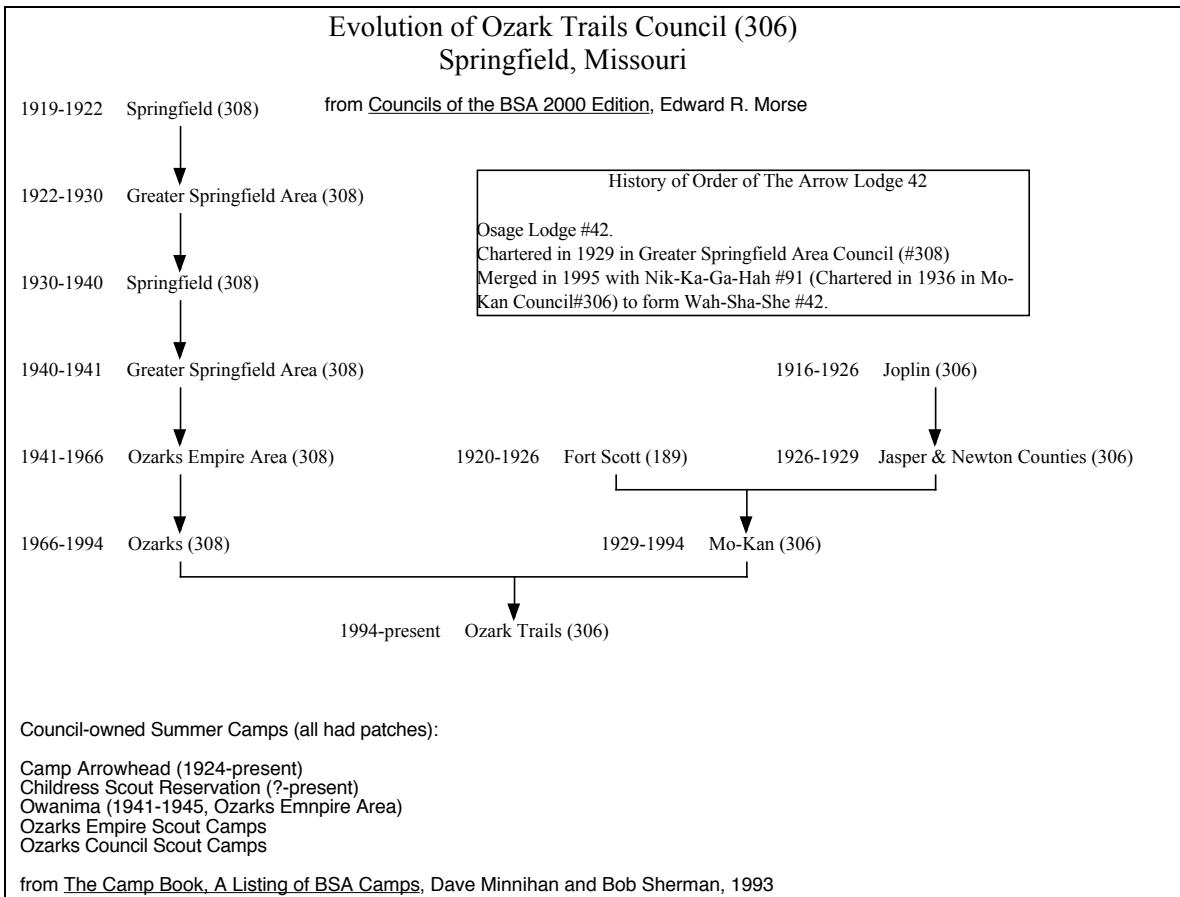 Evolution of Ozark Trails Council (306)
Springfield, Missouri
from Councils of the BSA 2000 Edition, Edward R. Morse
1919-1922 Springfield (308)
1922-1930 Greater Springfield Area (308)
History of Order of The Arrow Lodge 42
Osage Lodge #42.
Chartered in 1929 in Greater Springfield Area Council (#308)
Merged in 1995 with Nik-Ka-Ga-Hah #91 (Chartered in 1936 in Mo-
Kan Council#306) to form Wah-Sha-She #42.
1930-1940 Springfield (308)
1940-1941 Greater Springfield Area (308)
1916-1926 Joplin (306)
1941-1966 Ozarks Empire Area (308)
1920-1926 Fort Scott (189)
1926-1929 Jasper & Newton Counties (306)
1966-1994 Ozarks (308)
1929-1994 Mo-Kan (306)
1994-present Ozark Trails (306)
Council-owned Summer Camps (all had patches):
Camp Arrowhead (1924-present)
Childress Scout Reservation (?-present)
Owanima (1941-1945, Ozarks Emnpire Area)
Ozarks Empire Scout Camps
Ozarks Council Scout Camps
from The Camp Book, A Listing of BSA Camps, Dave Minnihan and Bob Sherman, 1993